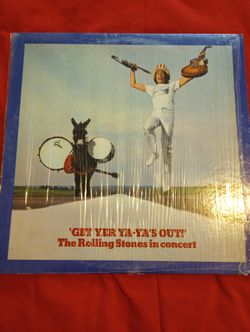 'GET YER YA-YA'S OUT!'
The Rolling Stones in concert